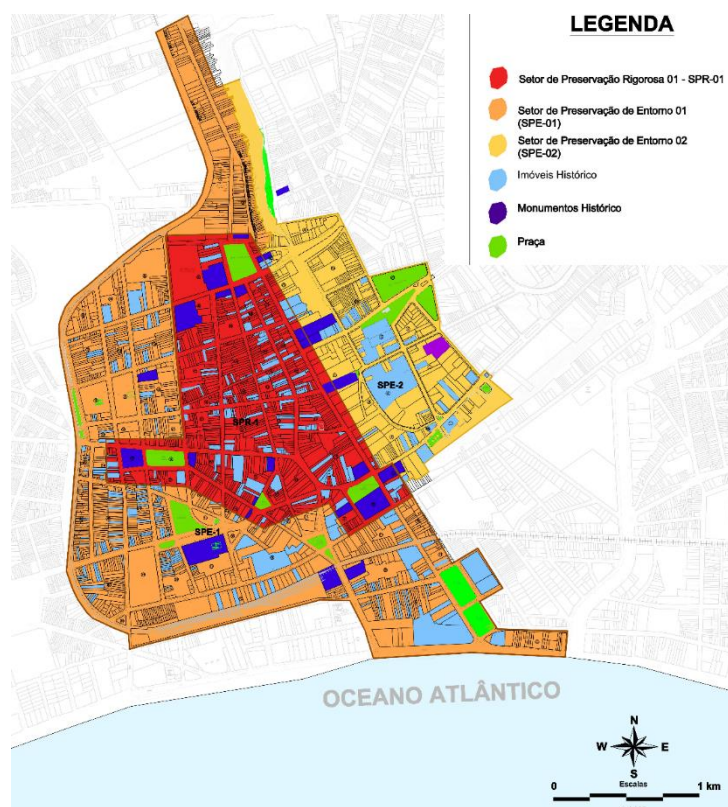 LEGENDA
Setor de Preservação Rigorosa 01 - SPR-01
Setor de Preservação de Entorno 01
(SPE-01)
Setor de Preservação de Entorno 02
(SPE-02)
Imóveis Histórico
Monumentos Histórico
Praça
SPE-2
SPR-1
SPE-1
OCEANO ATLÂNTICO
N
W E
S
Escalas
0 1 km